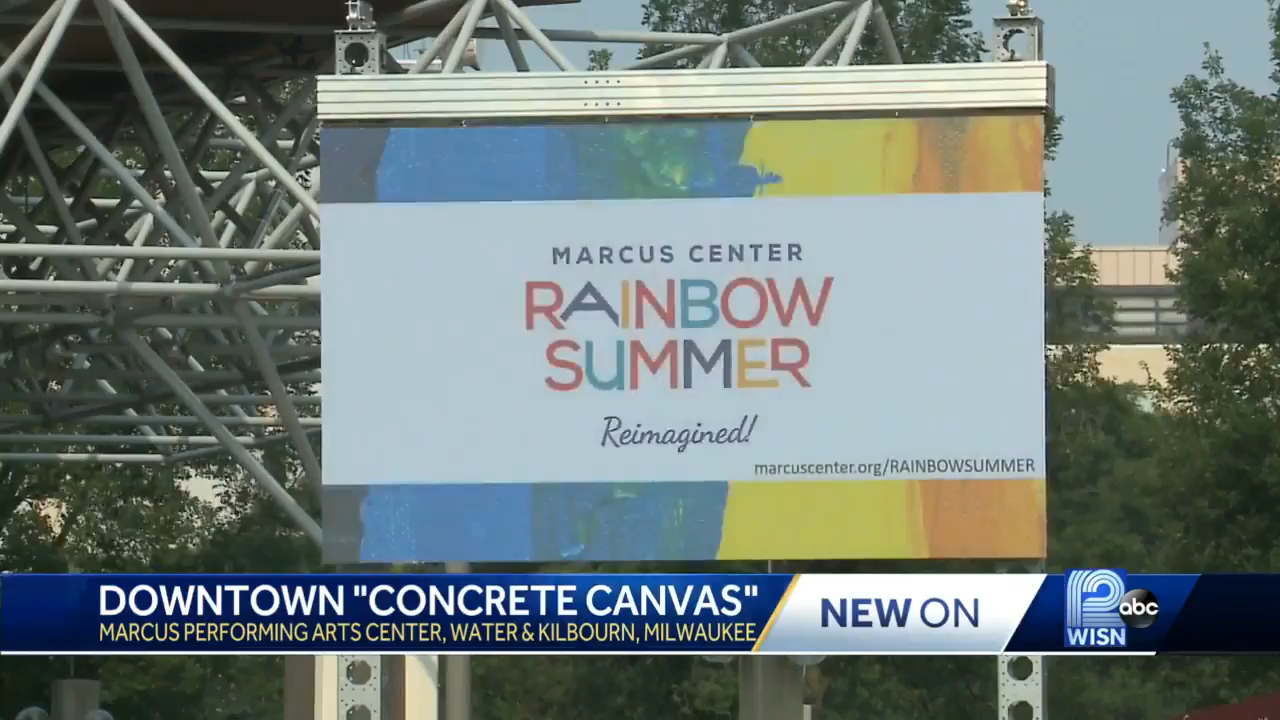 MARCUS CENTER
RAINBOW
SUMMER
Reimagined!
marcuscenter.org/RAINBOWSUMMER
DOWNTOWN "CONCRETE CANVAS"
MARCUS PERFORMING ARTS CENTER, WATER & KILBOURN, MILWAUKEE
NEW ON
12
abc
WISN